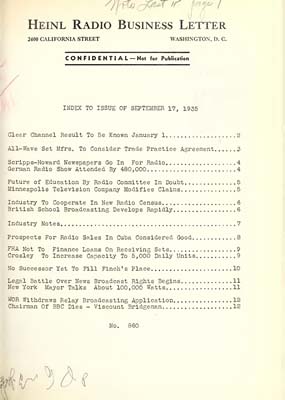 Note Last P page 1
HEINL RADIO BUSINESS LETTER
2400 CALIFORNIA STREET WASHINGTON, D. C.
CONFIDENTIAL—Not for Publication
INDEX TO ISSUE OF SEPTEMBER 17, 1935
Clear Channel Result To Be Known January 1..................2
All-Wave Set Mfrs. To Consider Trade Practice Agreement......3
Scripps-Howard Newspapers Go In For Radio....................4
German Radio Show Attended By 480,000........................4
Future of Education By Radio Committee In Doubt..............5
Minneapolis Television Company Modifies Claims...............5
Industry To Cooperate In New Radio Census....................6
British School Broadcasting Develops Rapidly.................6
Industry Notes...............................................7
Prospects For Radio Sales In Cuba Considered Good............8
FHA Not To Finance Loans On Receiving Sets...................9
Crosley To Increase Capacity To 5,000 Daily Units............9
No Successor Yet To Fill Finch's Place......................10
Legal Battle Over News Broadcast Rights Begins..............11
New York Mayor Talks About 100,000 Watts....................11
WOR Withdraws Relay Broadcasting Application................12
Chairman Of BBC Dies - Viscount Bridgeman...................12
No. 860